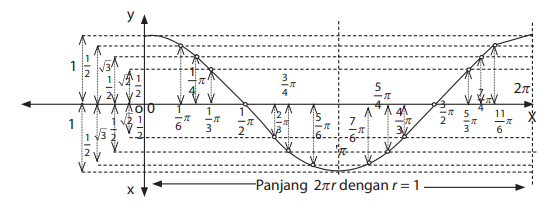 y
1 1/2 √3 1/2 √2 1/2
1/4 π 3/4 π 5/4 π 7/4 π 2π
o 0 X
1/6 π 1/3 π 1/2 π 2/3 5/6 π π 7/6 π 4/3 π 3/2 π 5/3 π 11/6 π
1 1/2 √3 1/2 √2 1/2
x
Panjang 2πr dengan r = 1